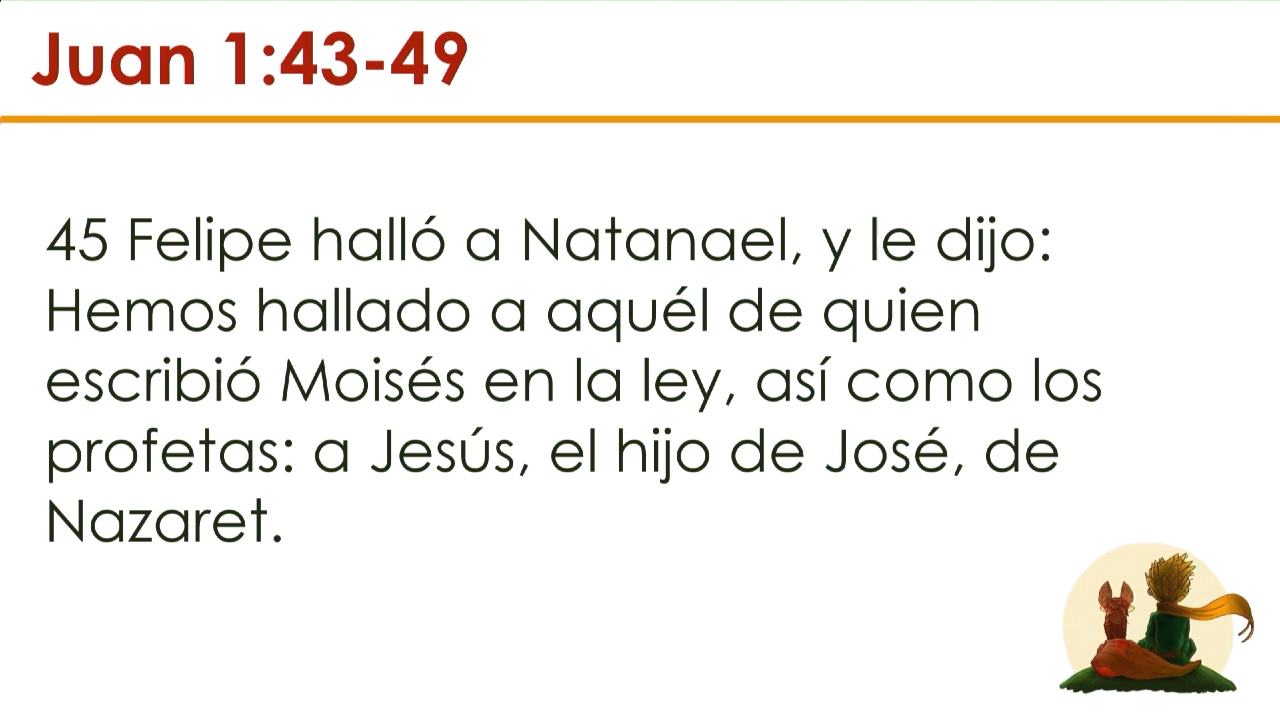 Juan 1:43-49
45 Felipe halló a Natanael, y le dijo:
Hemos hallado a aquél de quien
escribió Moisés en la ley, así como los
profetas: a Jesús, el hijo de José, de
Nazaret.